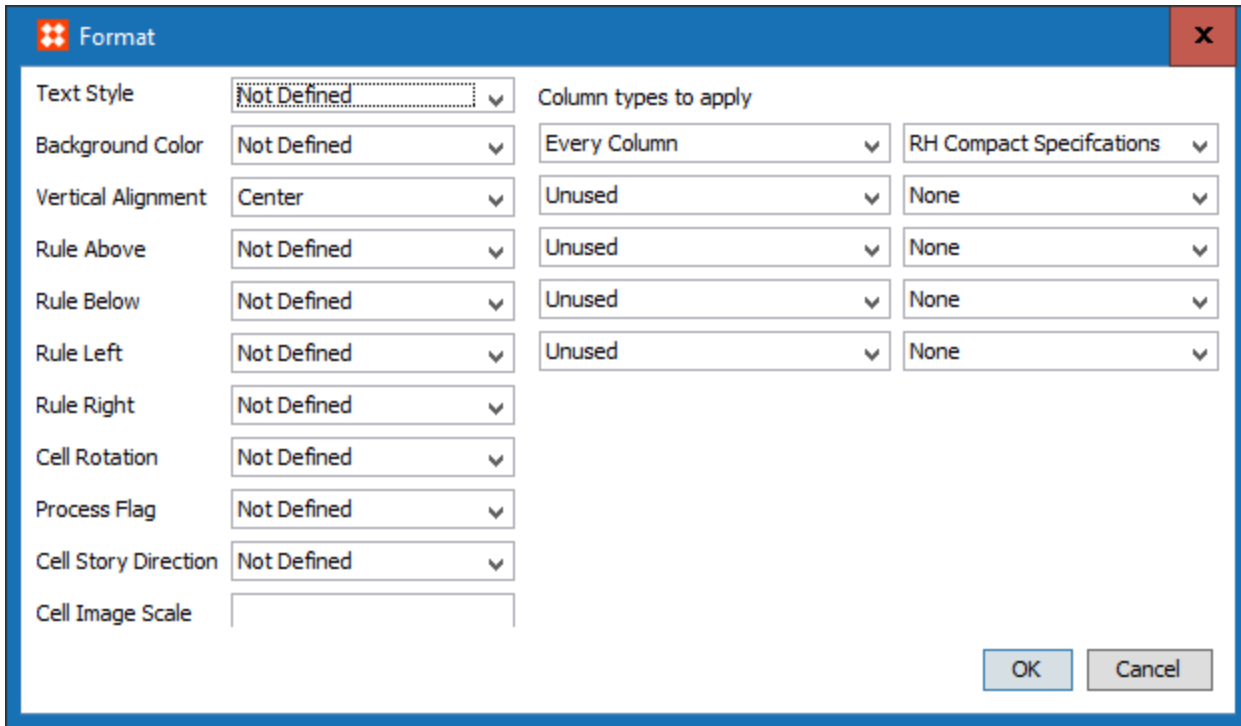 Format
x
Text Style Not Defined Column types to apply
Background Color Not Defined Every Column RH Compact Specifcations
Vertical Alignment Center Unused None
Rule Above Not Defined Unused None
Rule Below Not Defined Unused None
Rule Left Not Defined Unused None
Rule Right Not Defined
Cell Rotation Not Defined
Process Flag Not Defined
Cell Story Direction Not Defined
Cell Image Scale
OK Cancel